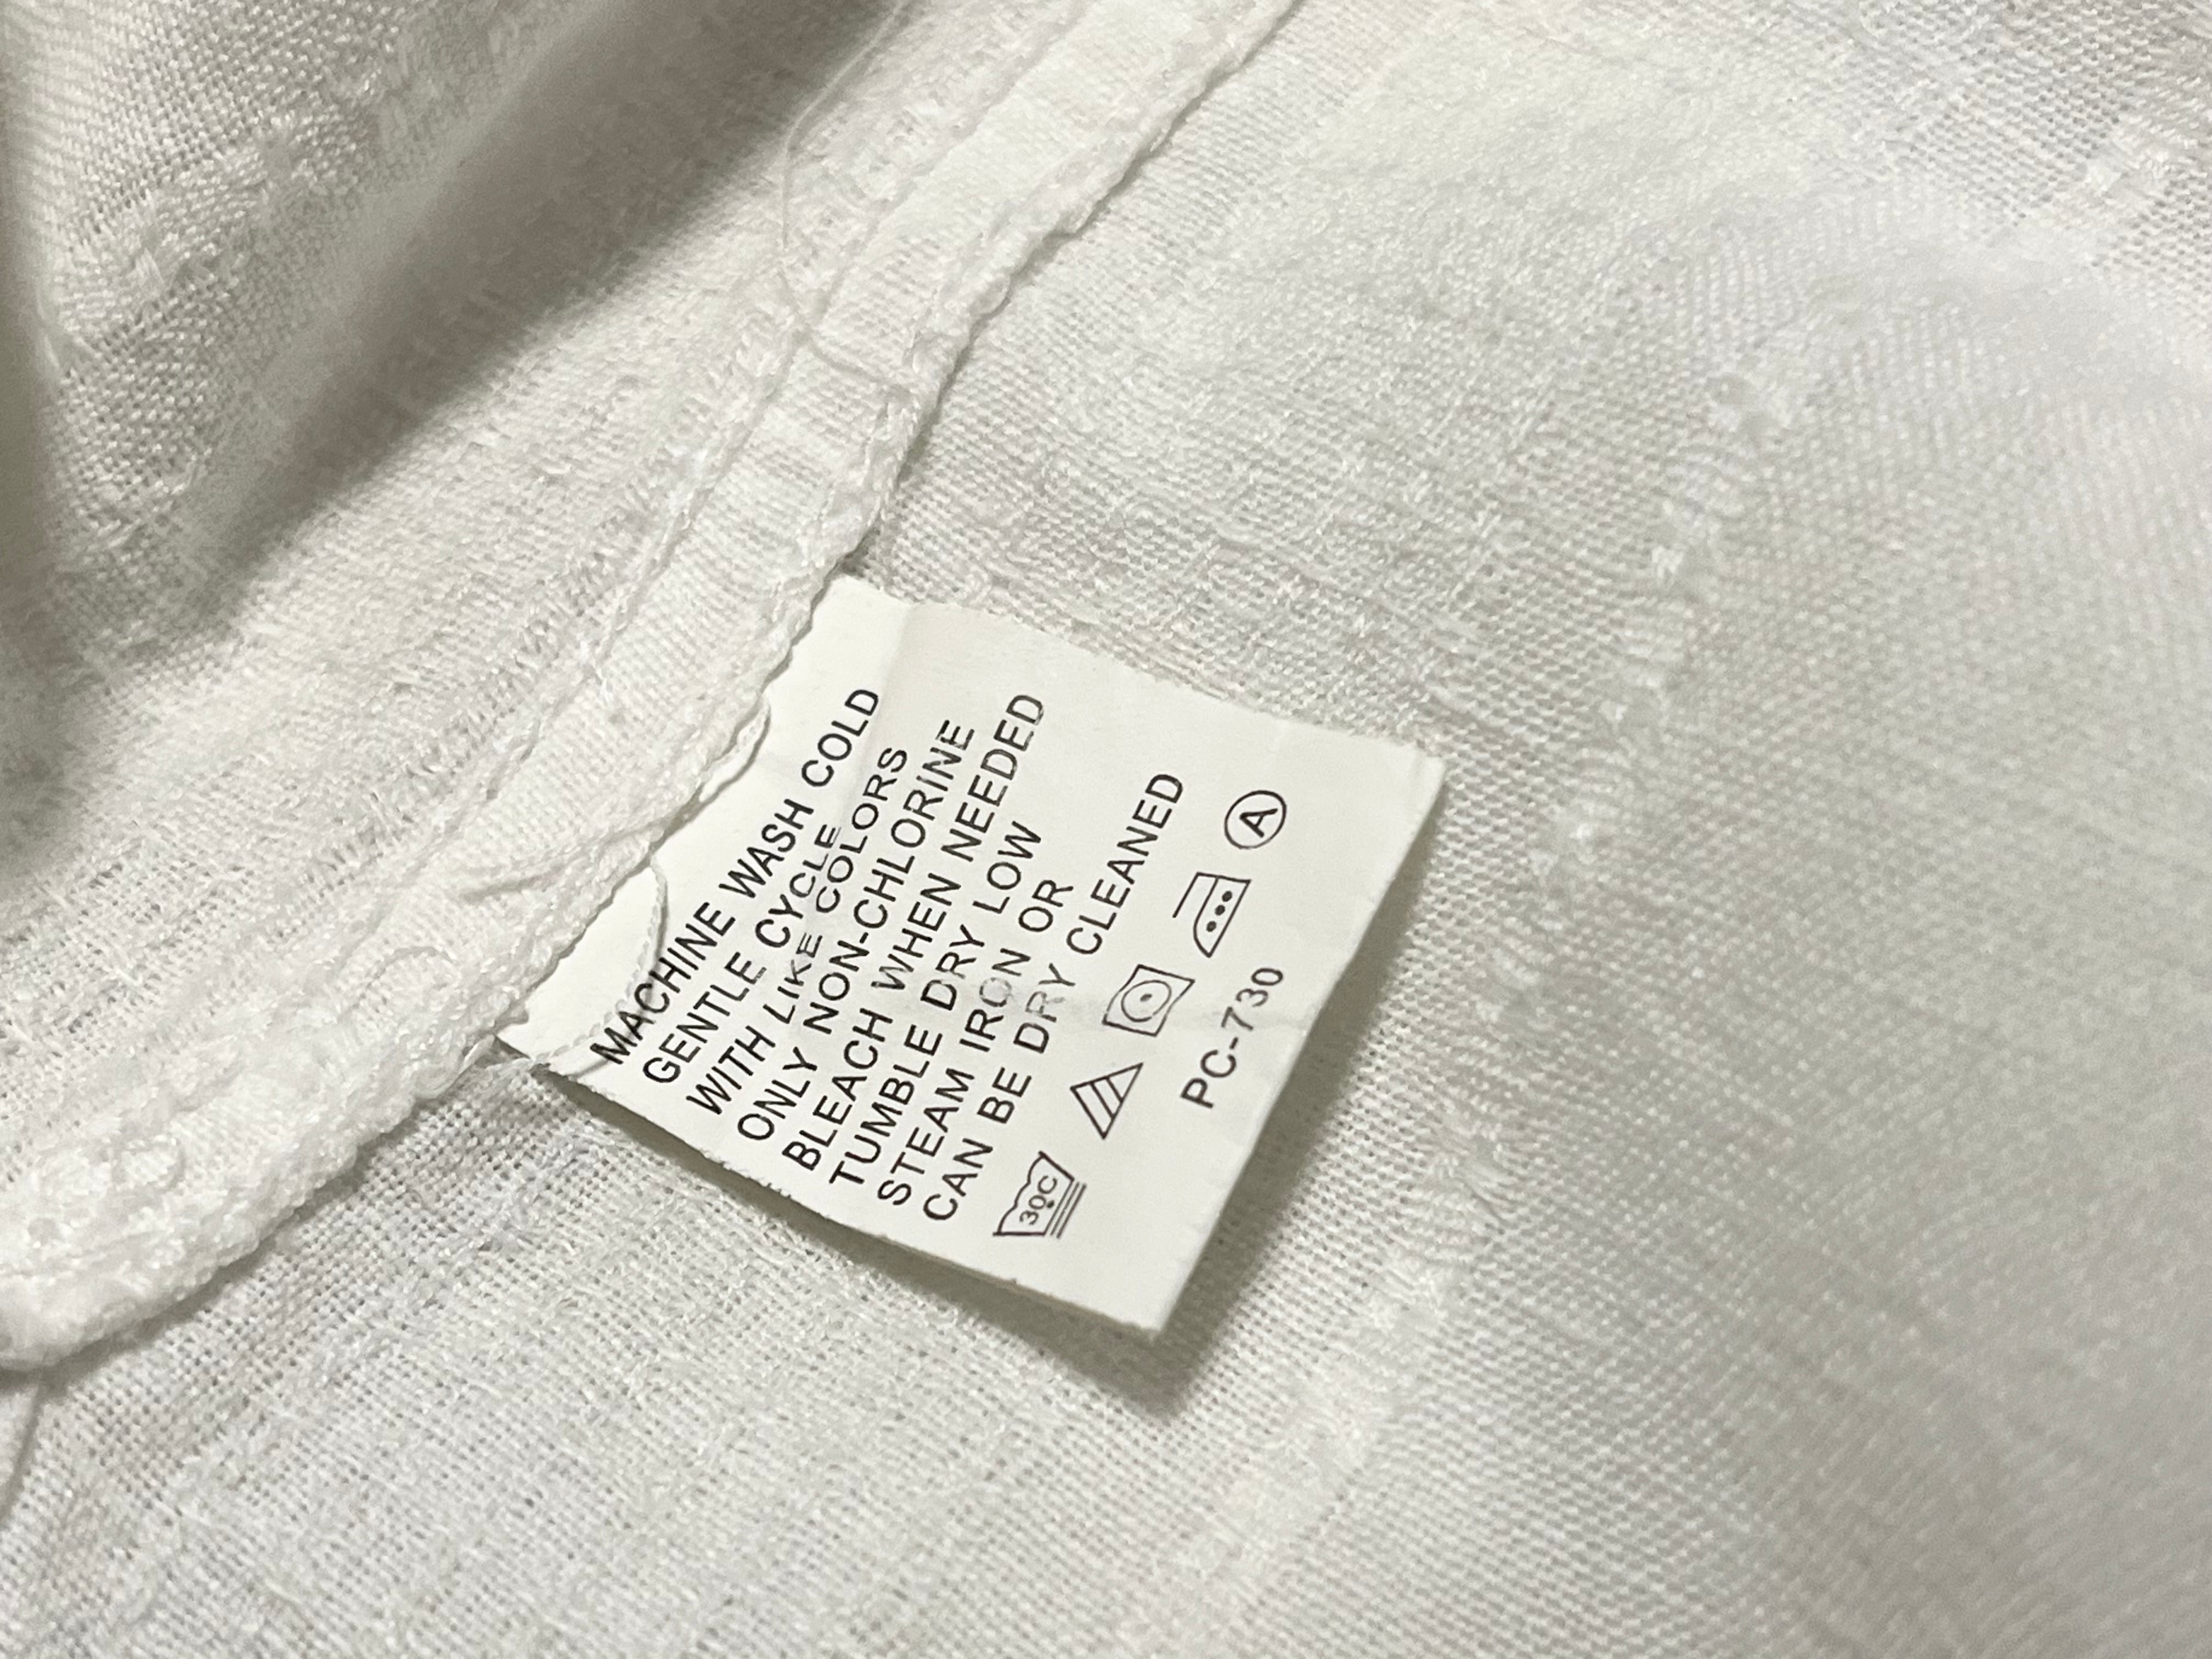 MACHINE WASH COLD
GENTLE CYCLE
WITH LIKE COLORS
ONLY NON-CHLORINE
BLEACH WHEN NEEDED
TUMBLE DRY LOW
STEAM IRON OR
CAN BE DRY CLEANED
30C A
PC-730